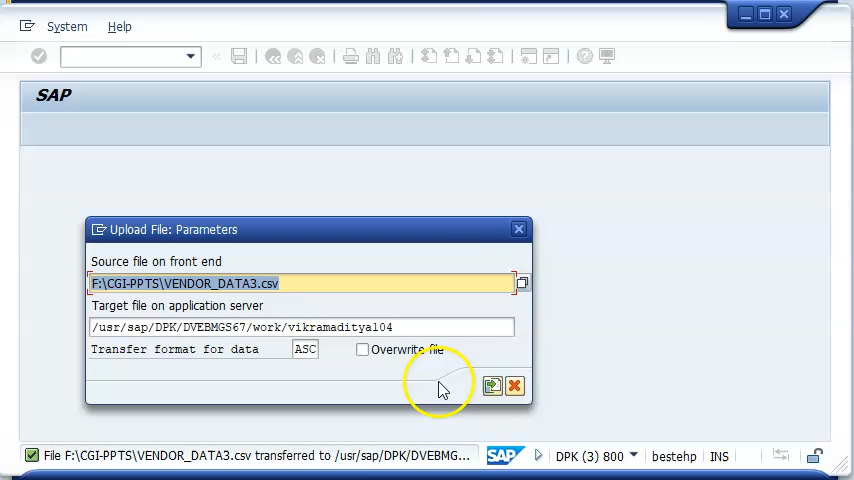 System Help
SAP
Upload File: Parameters
Source file on front end
F:\CGI-PPTS\VENDOR_DATA3.csv
Target file on application server
/usr/sap/DPK/DVEBMGS67/work/vikramaditya104
Transfer format for data ASC Overwrite file
File F:\CGI-PPTS\VENDOR_DATA3.csv transferred to /usr/sap/DPK/DVEBMG... SAP DPK (3) 800 bestehp INS